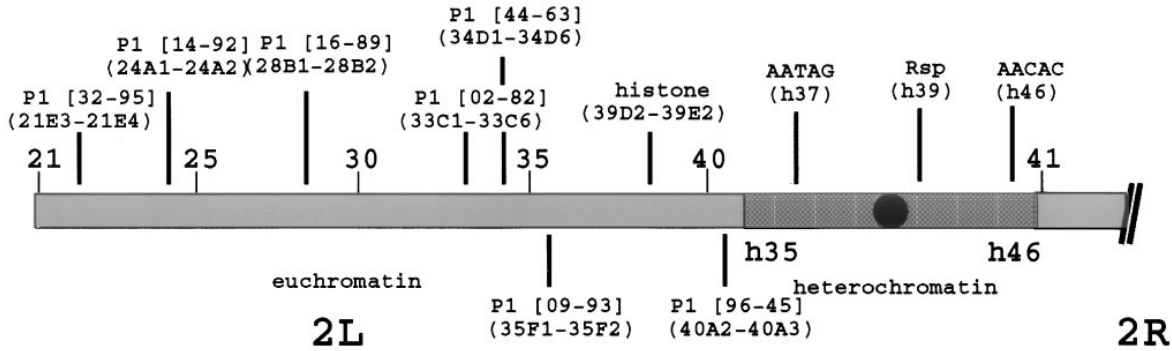 P1 [44-63]
(34D1-34D6)
P1 [14-92]
(24A1-24A2)
P1 [16-89]
(28B1-28B2)
P1 [32-95]
(21E3-21E4)
P1 [02-82]
(33C1-33C6)
histone
(39D2-39E2)
AATAG
(h37)
Rsp
(h39)
AACAC
(h46)
21
25
30
35
40
41
h35
h46
euchromatin
heterochromatin
P1 [09-93]
(35F1-35F2)
P1 [96-45]
(40A2-40A3)
2L
2R